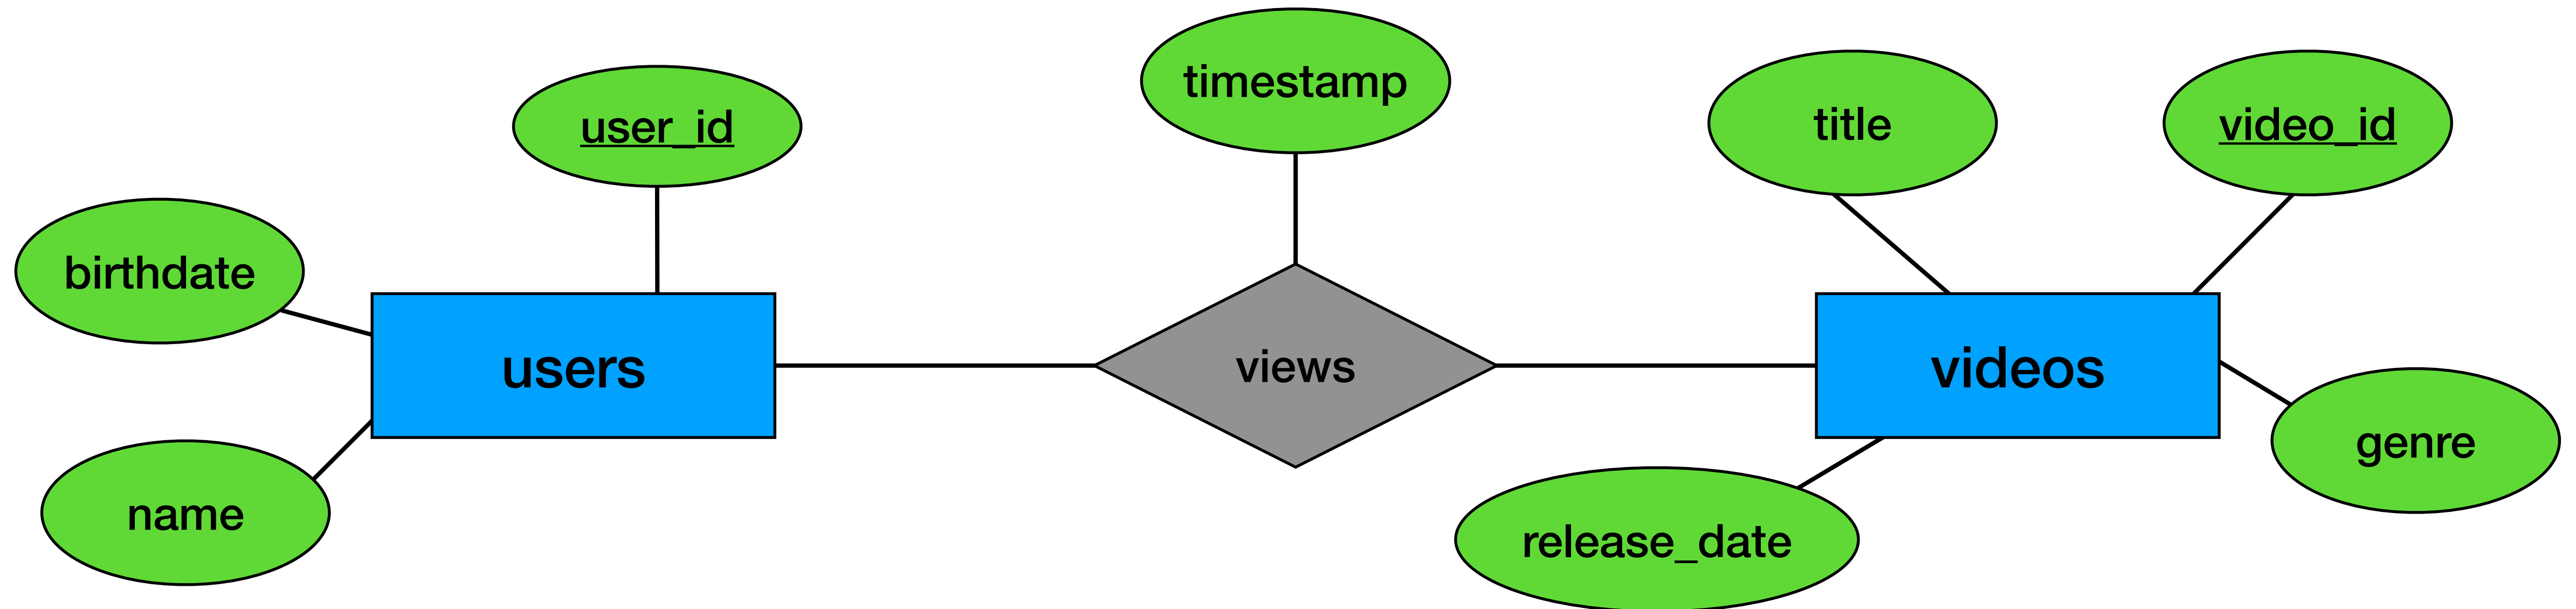 timestamp
title
video_id
user_id
birthdate
users
views
videos
genre
name
release_date